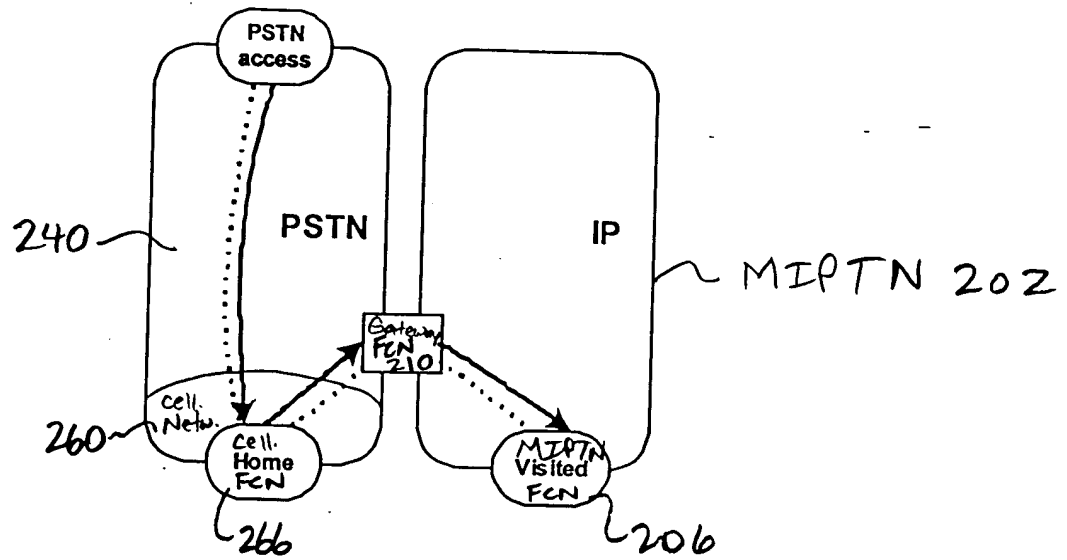 PSTN
access
240
PSTN
IP
MIPTN 202
Gateway
FCN
210
Cell.
Netw.
260
Cell.
Home
FCN
MIPTN
Visited
FCN
266
206